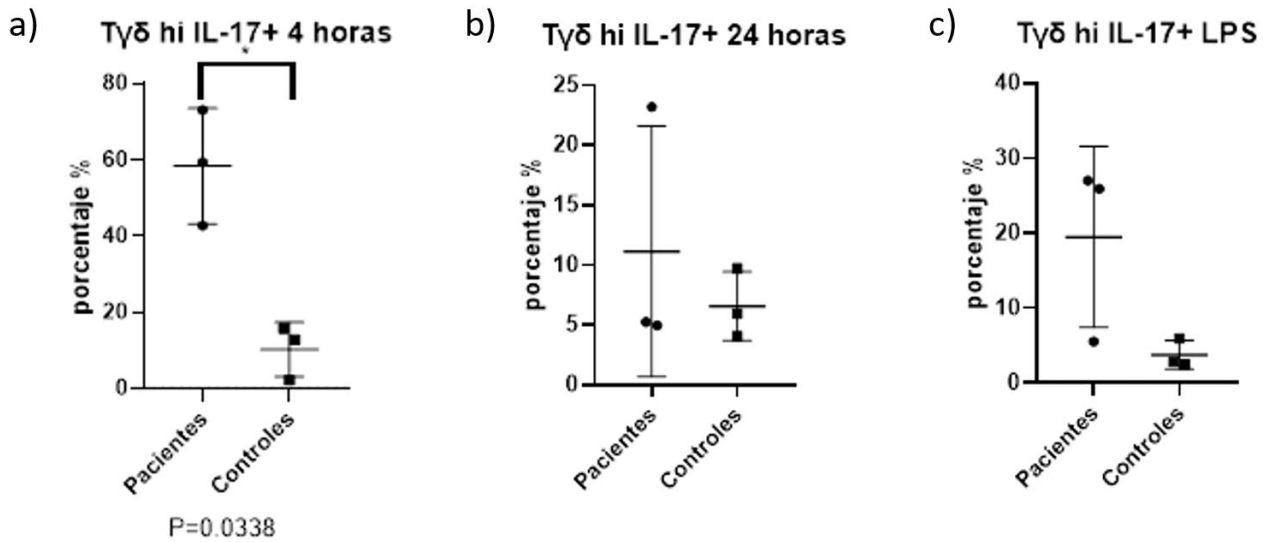 a)
Tγδ hi IL-17+ 4 horas
*
porcentaje %
80
60
40
20
0
Pacientes
Controles
P=0.0338
b)
Tγδ hi IL-17+ 24 horas
porcentaje %
25
20
15
10
5
0
Pacientes
Controles
c)
Tγδ hi IL-17+ LPS
porcentaje %
40
30
20
10
0
Pacientes
Controles